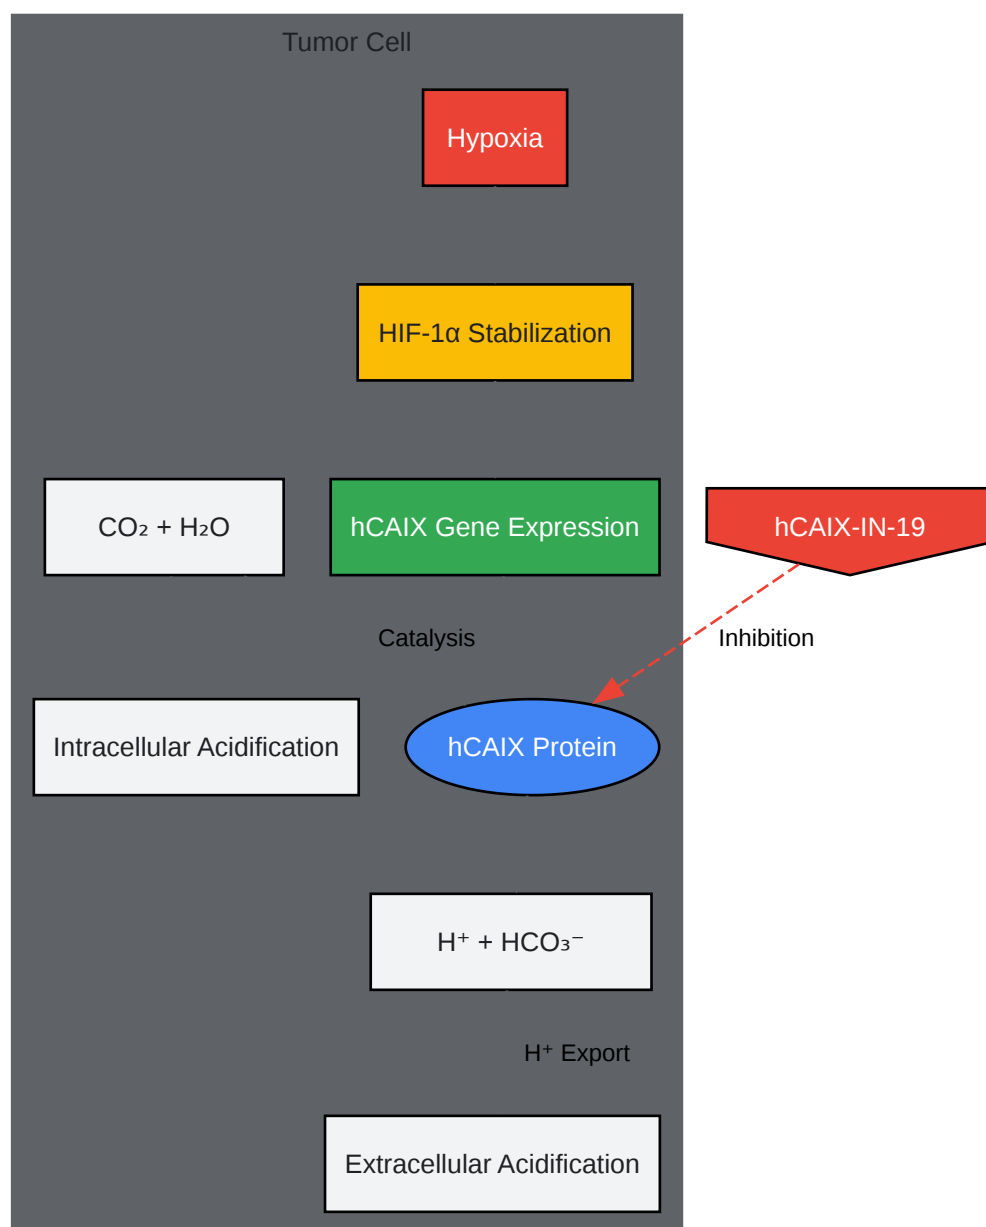 Tumor Cell
Hypoxia
HIF-1α Stabilization
CO₂ + H₂O
hCAIX Gene Expression
hCAIX-IN-19
Catalysis
Inhibition
Intracellular Acidification
hCAIX Protein
H⁺ + HCO₃⁻
H⁺ Export
Extracellular Acidification